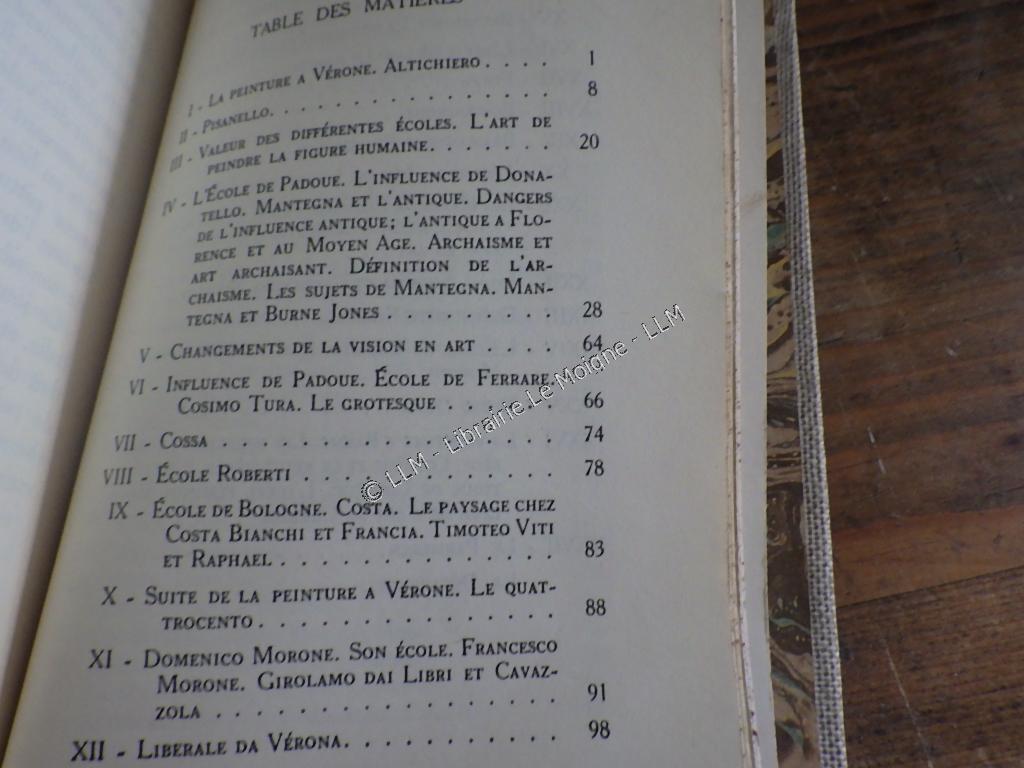 TABLE DES MATIÈRES
I - LA PEINTURE A VÉRONE. ALTICHIERO . . . . 1
II - PISANELLO. . . . . . . . . . . . . . . . 8
III - VALEUR DES DIFFÉRENTES ÉCOLES. L'ART DE
PEINDRE LA FIGURE HUMAINE. . . . . . . 20
IV - L'ÉCOLE DE PADOUE. L'INFLUENCE DE DONA-
TELLO. MANTEGNA ET L'ANTIQUE. DANGERS
DE L'INFLUENCE ANTIQUE; L'ANTIQUE A FLO-
RENCE ET AU MOYEN AGE. ARCHAISME ET
ART ARCHAISANT. DÉFINITION DE L'AR-
CHAISME. LES SUJETS DE MANTEGNA. MAN-
TEGNA ET BURNE JONES . . . . . . . . . 28
V - CHANGEMENTS DE LA VISION EN ART . . . . 64
VI - INFLUENCE DE PADOUE. ÉCOLE DE FERRARE.
COSIMO TURA. LE GROTESQUE . . . . . . 66
VII - COSSA . . . . . . . . . . . . . . . . . . 74
VIII - ÉCOLE ROBERTI . . . . . . . . . . . . . 78
IX - ÉCOLE DE BOLOGNE. COSTA. LE PAYSAGE CHEZ
COSTA BIANCHI ET FRANCIA. TIMOTEO VITI
ET RAPHAEL. . . . . . . . . . . . . . . 83
X - SUITE DE LA PEINTURE A VÉRONE. LE QUAT-
TROCENTO. . . . . . . . . . . . . . . . 88
XI - DOMENICO MORONE. SON ÉCOLE. FRANCESCO
MORONE. GIROLAMO DAI LIBRI ET CAVAZ-
ZOLA . . . . . . . . . . . . . . . . . 91
XII - LIBERALE DA VÉRONA. . . . . . . . . . . 98
© LLM - Librairie Le Moigne - LLM